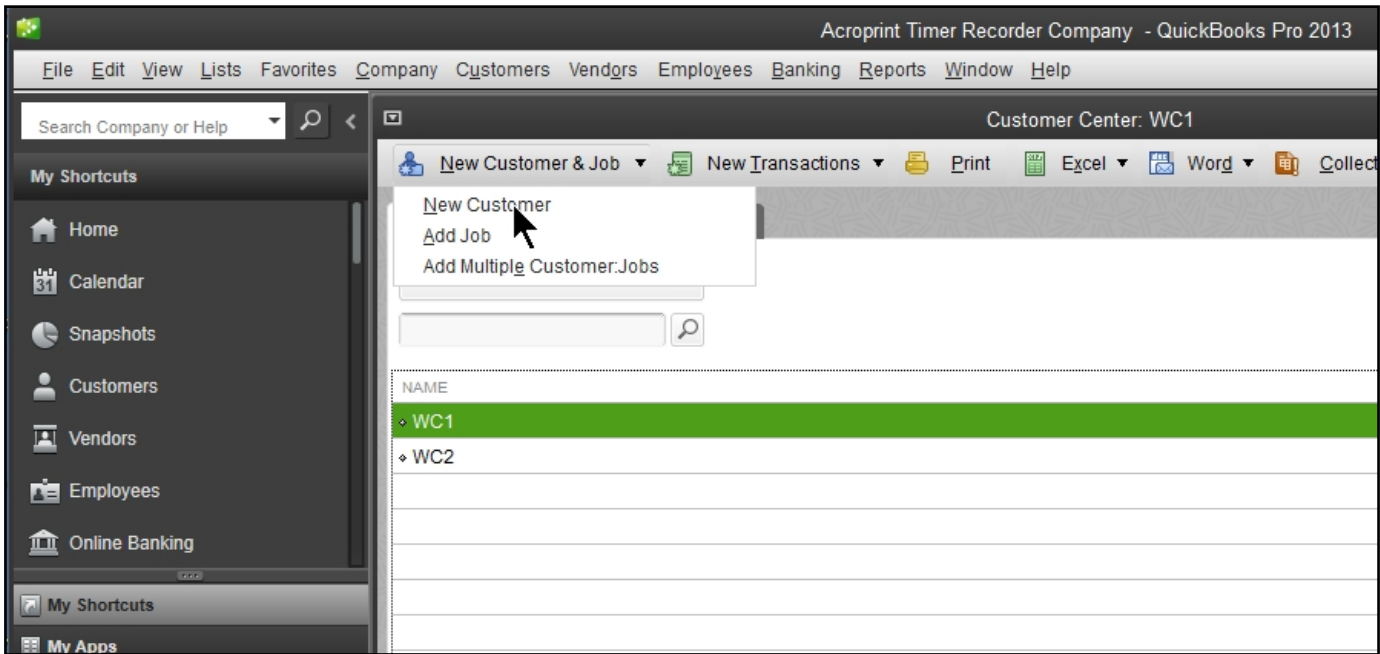 Acroprint Timer Recorder Company - QuickBooks Pro 2013
File Edit View Lists Favorites Company Customers Vendors Employees Banking Reports Window Help
Search Company or Help
Customer Center: WC1
New Customer & Job New Transactions Print Excel Word Collect
My Shortcuts
New Customer
Add Job
Add Multiple Customer:Jobs
Home
31 Calendar
Snapshots
Customers
Vendors
Employees
Online Banking
NAME
WC1
WC2
My Shortcuts
My Apps